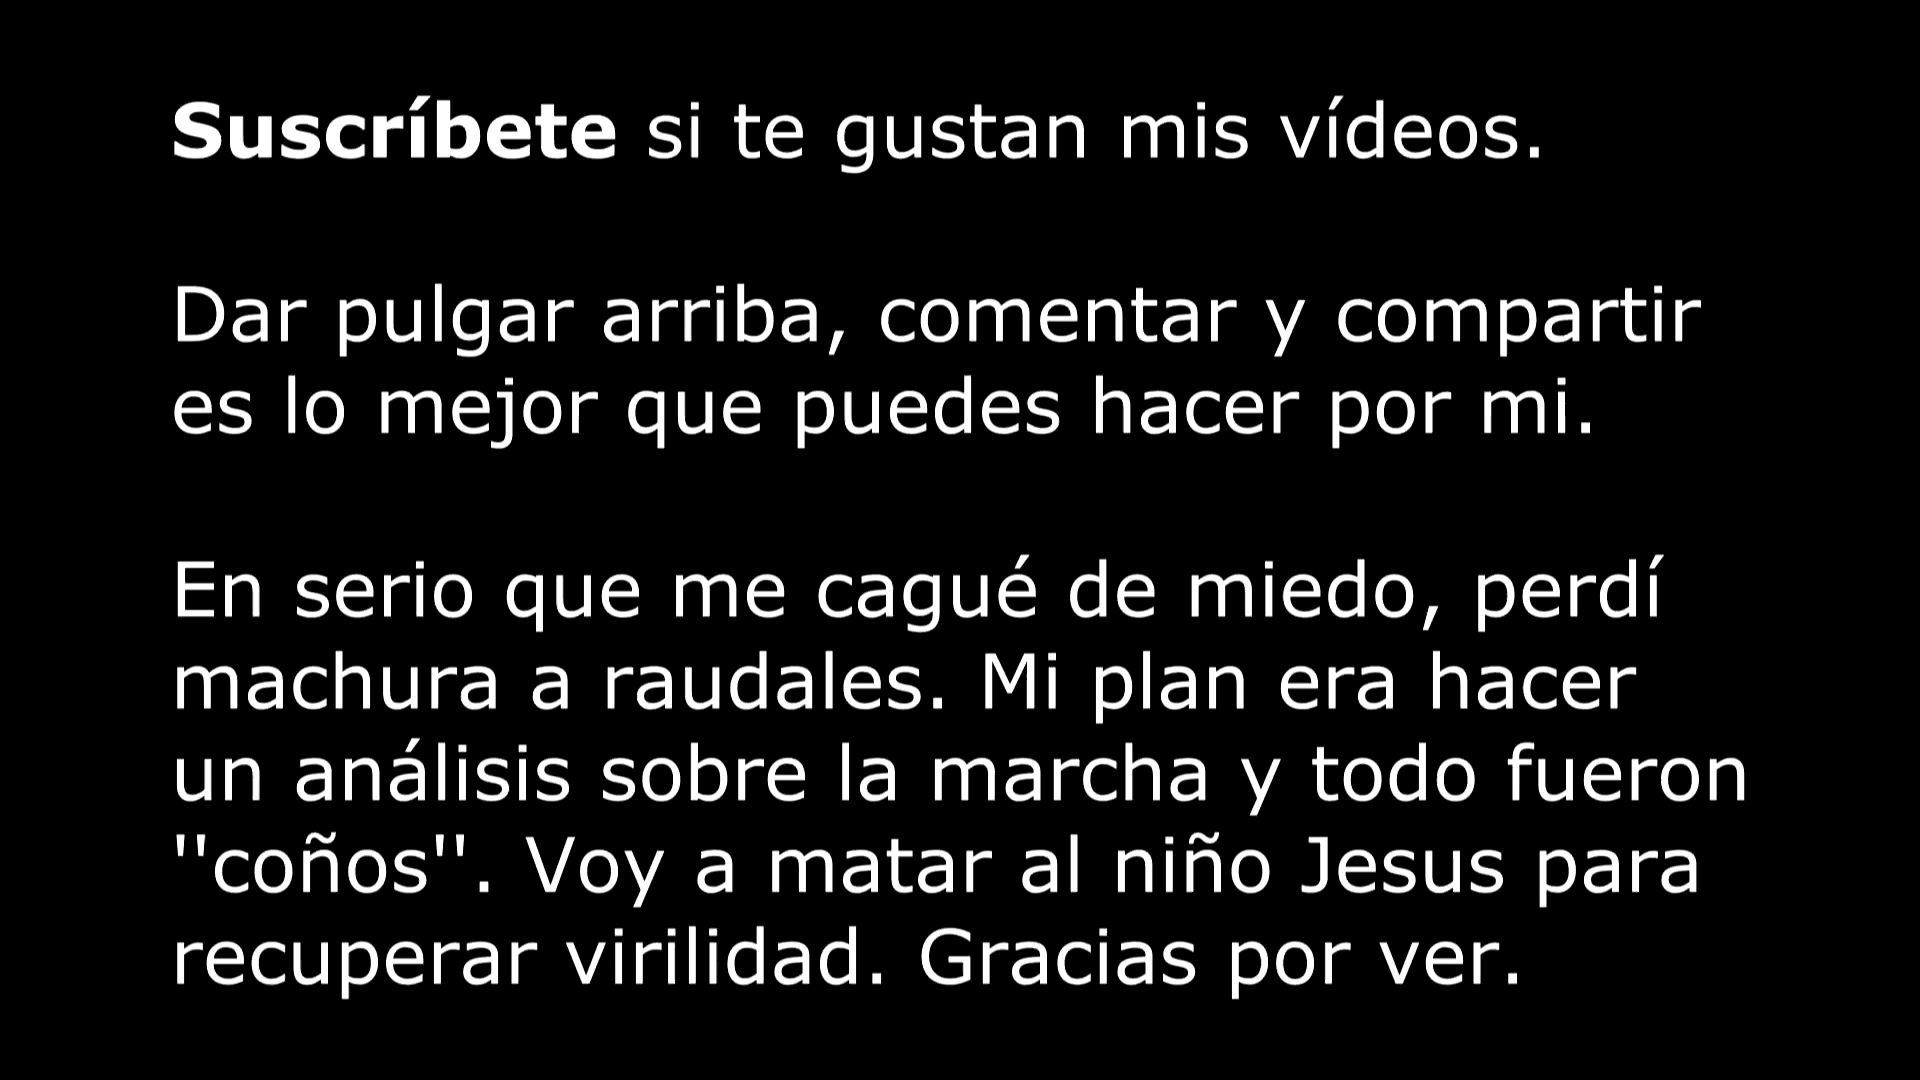 Suscríbete si te gustan mis vídeos.
Dar pulgar arriba, comentar y compartir
es lo mejor que puedes hacer por mi.
En serio que me cagué de miedo, perdí
machura a raudales. Mi plan era hacer
un análisis sobre la marcha y todo fueron
''coños''. Voy a matar al niño Jesus para
recuperar virilidad. Gracias por ver.